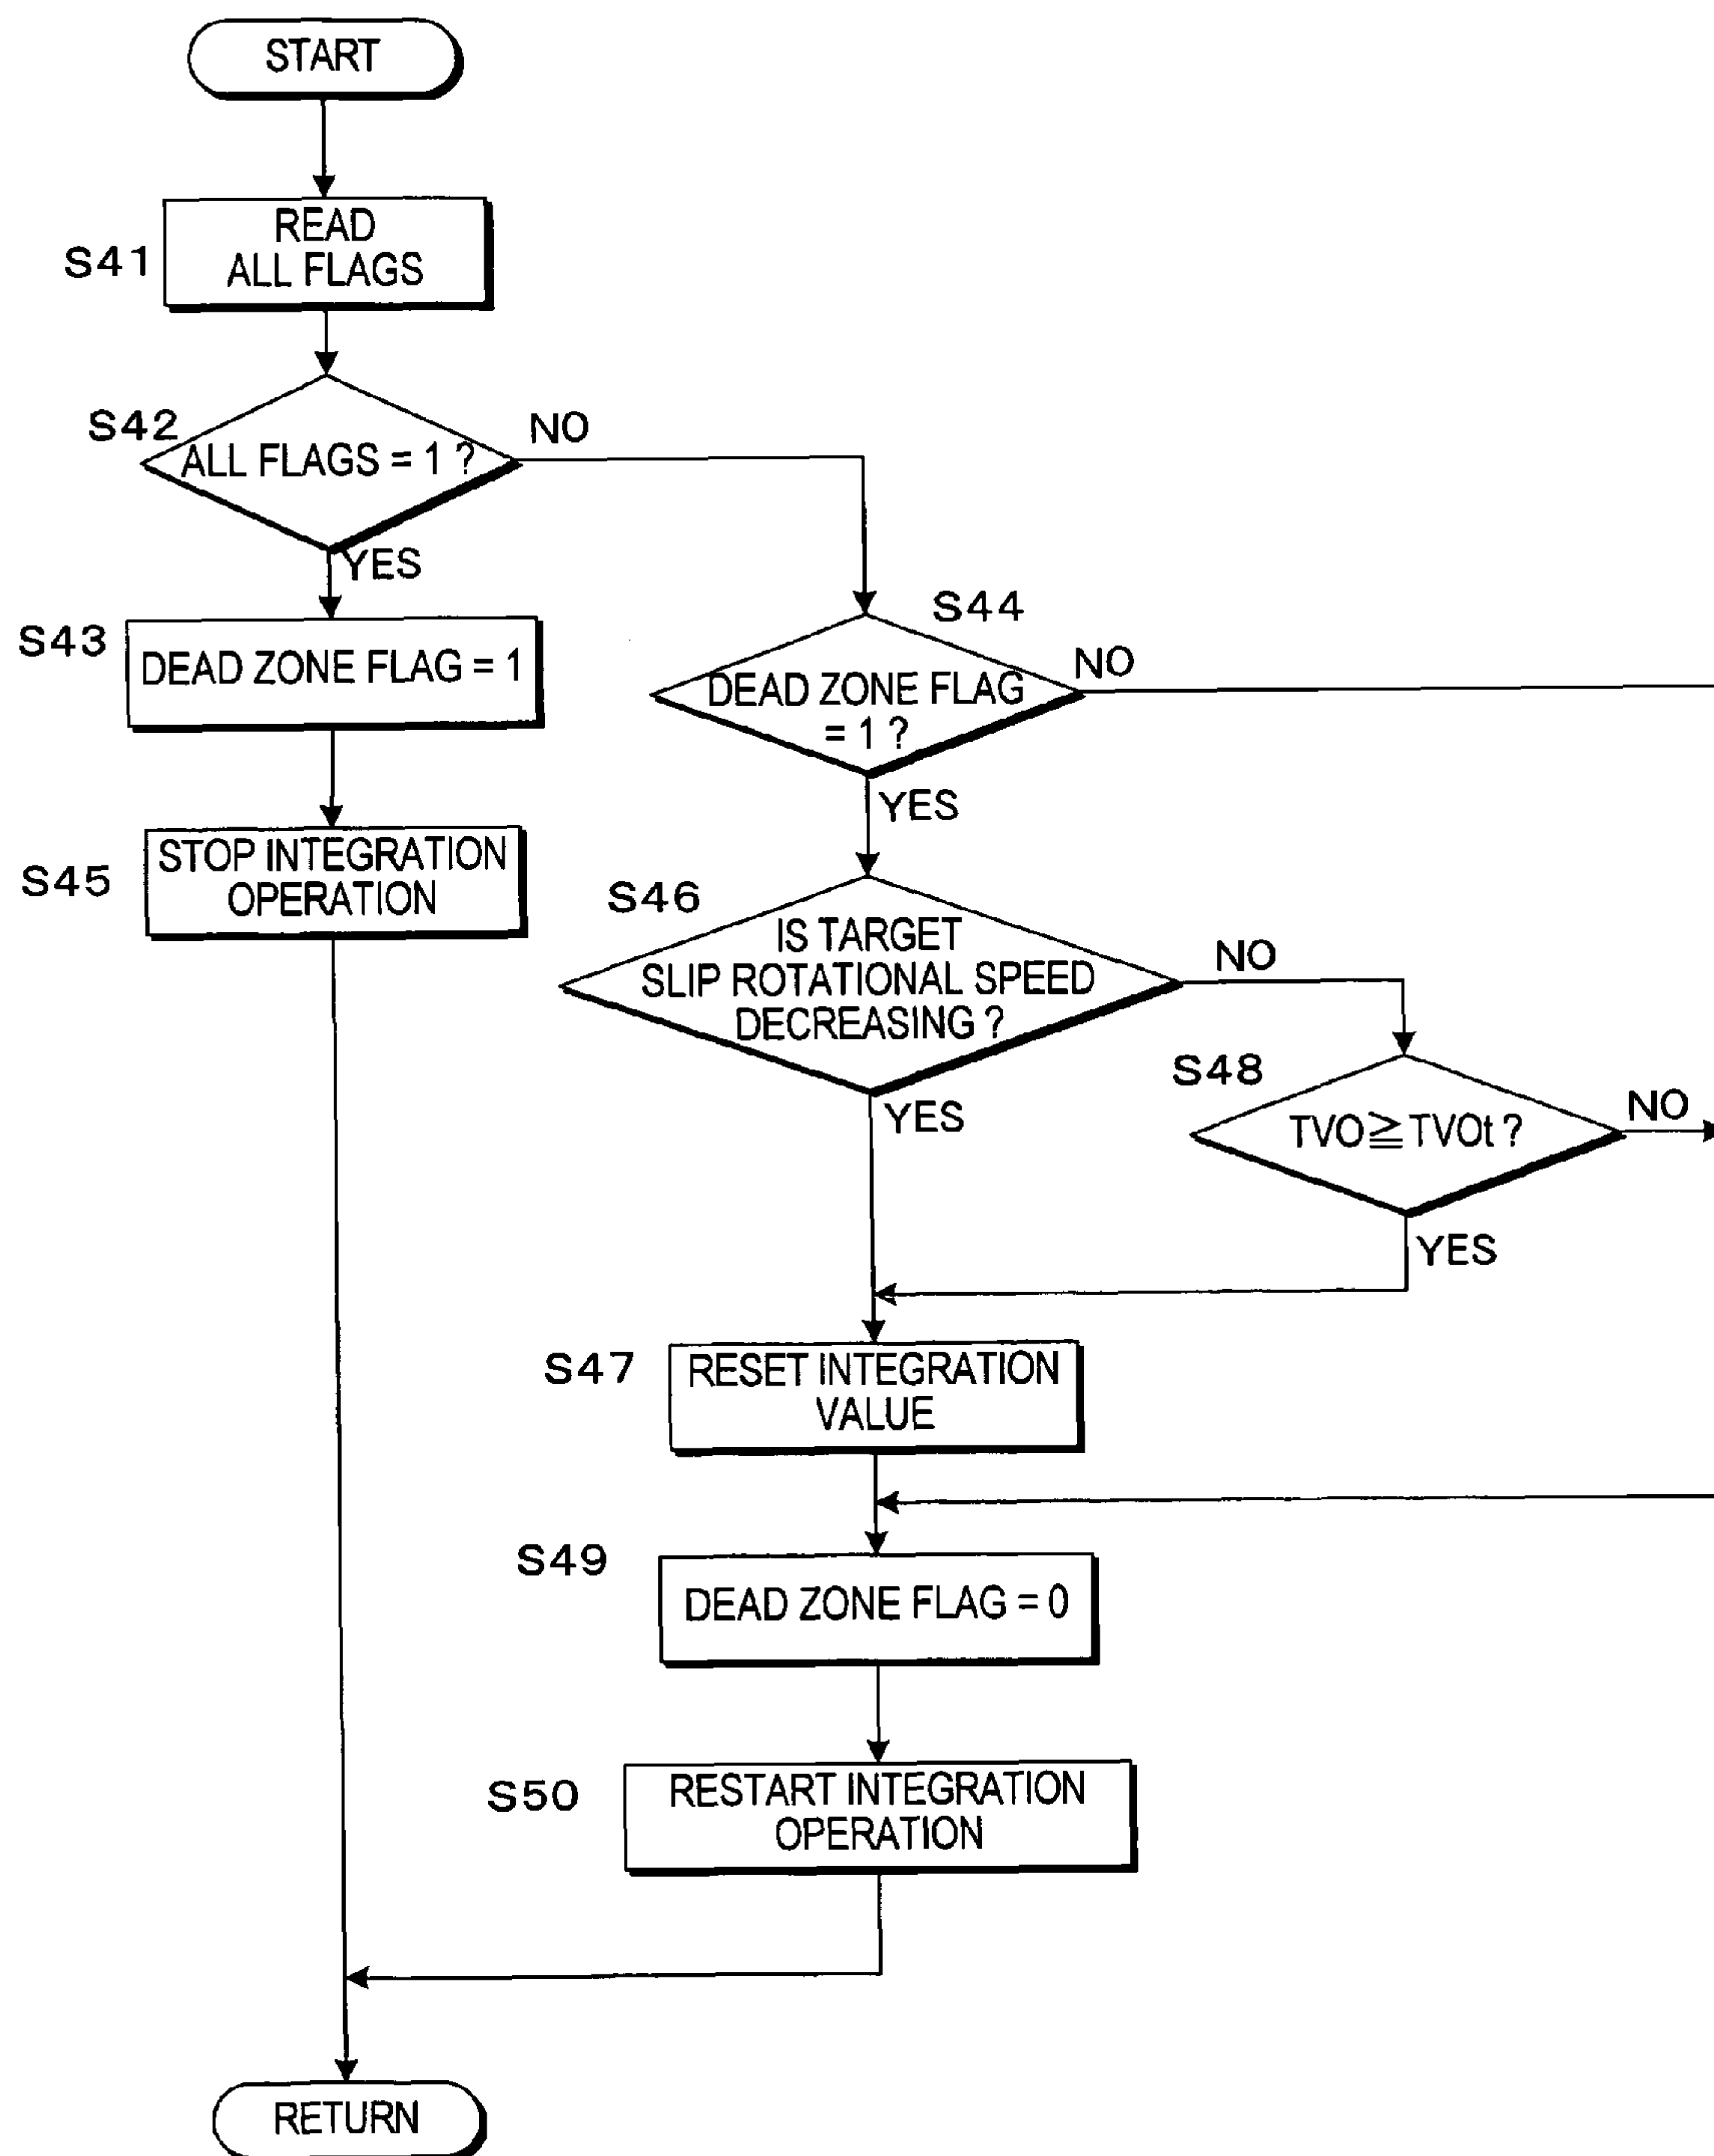 START
S41
READ
ALL FLAGS
S42
ALL FLAGS = 1 ?
NO
YES
S43
DEAD ZONE FLAG = 1
S44
DEAD ZONE FLAG
= 1 ?
NO
YES
S45
STOP INTEGRATION
OPERATION
S46
IS TARGET
SLIP ROTATIONAL SPEED
DECREASING ?
NO
YES
S48
TVO≧TVOt ?
NO
YES
S47
RESET INTEGRATION
VALUE
S49
DEAD ZONE FLAG = 0
S50
RESTART INTEGRATION
OPERATION
RETURN